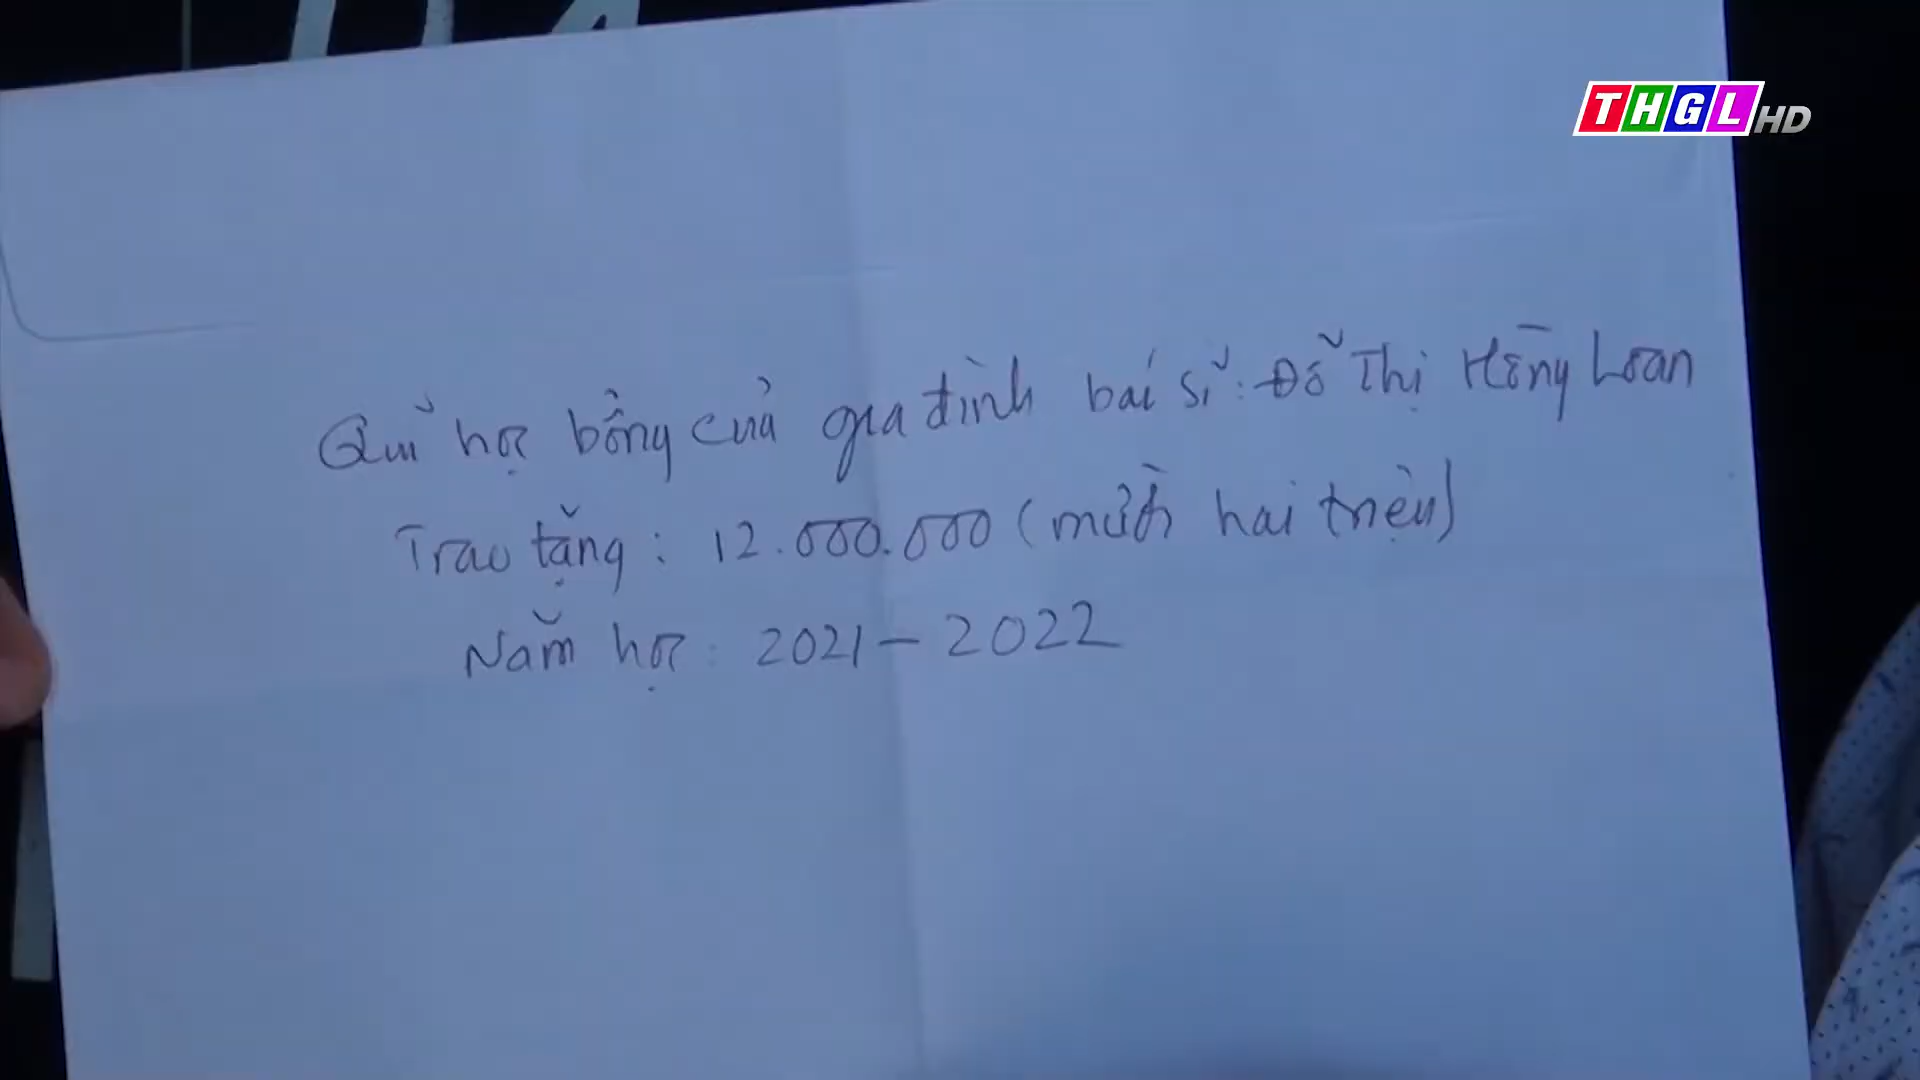 THGL HD
Quĩ học bổng của gia đình bác sĩ: Đỗ Thị Hồng Loan
Trao tặng: 12.000.000 (mười hai triệu)
Năm học: 2021 - 2022